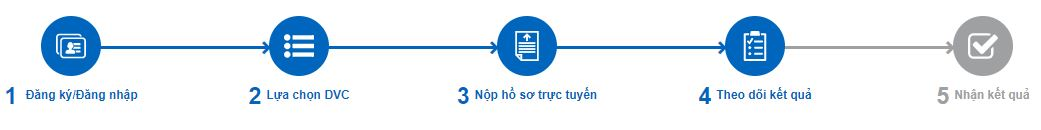 1 Đăng ký/Đăng nhập
2 Lựa chọn DVC
3 Nộp hồ sơ trực tuyến
4 Theo dõi kết quả
5 Nhận kết quả